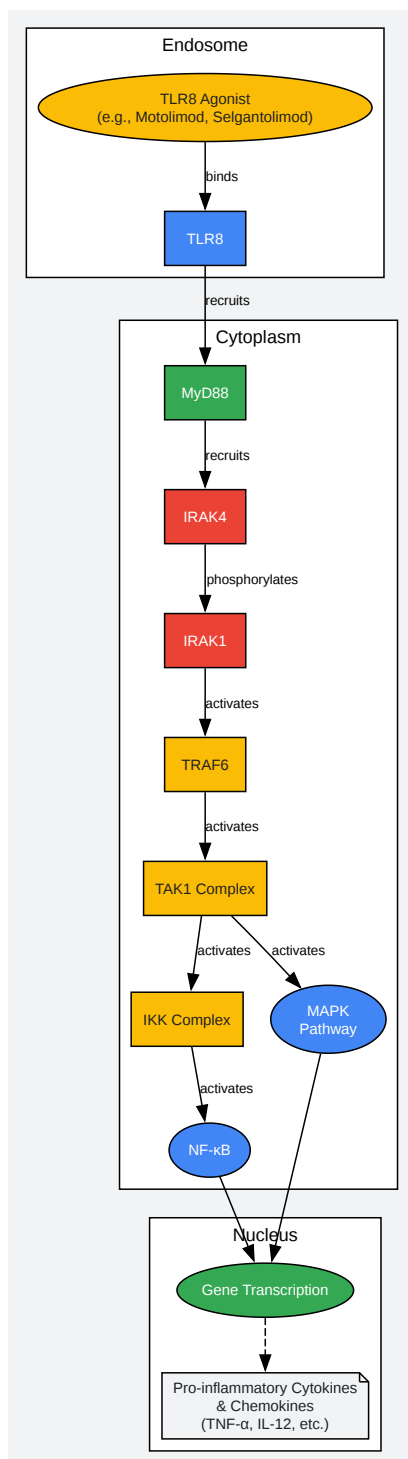 Endosome
TLR8 Agonist
(e.g., Motolimod, Selgantolimod)
binds
TLR8
recruits
Cytoplasm
MyD88
recruits
IRAK4
phosphorylates
IRAK1
activates
TRAF6
activates
TAK1 Complex
activates
activates
IKK Complex
MAPK
Pathway
activates
NF-κB
Nucleus
Gene Transcription
Pro-inflammatory Cytokines
& Chemokines
(TNF-α, IL-12, etc.)